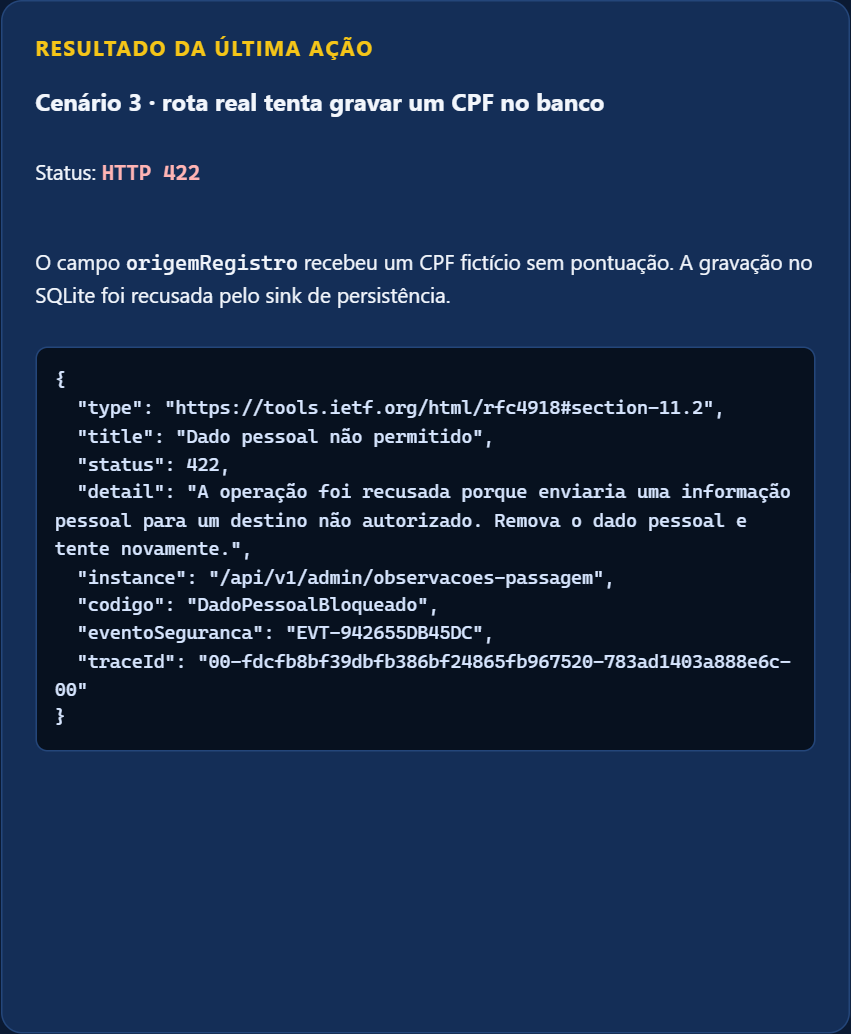 RESULTADO DA ÚLTIMA AÇÃO
Cenário 3 · rota real tenta gravar um CPF no banco
Status: HTTP 422
O campo origemRegistro recebeu um CPF fictício sem pontuação. A gravação no
SQLite foi recusada pelo sink de persistência.
{
  "type": "https://tools.ietf.org/html/rfc4918#section-11.2",
  "title": "Dado pessoal não permitido",
  "status": 422,
  "detail": "A operação foi recusada porque enviaria uma informação
pessoal para um destino não autorizado. Remova o dado pessoal e
tente novamente.",
  "instance": "/api/v1/admin/observacoes-passagem",
  "codigo": "DadoPessoalBloqueado",
  "eventoSeguranca": "EVT-942655DB45DC",
  "traceId": "00-fdcfb8bf39dbfb386bf24865fb967520-783ad1403a888e6c-
00"
}